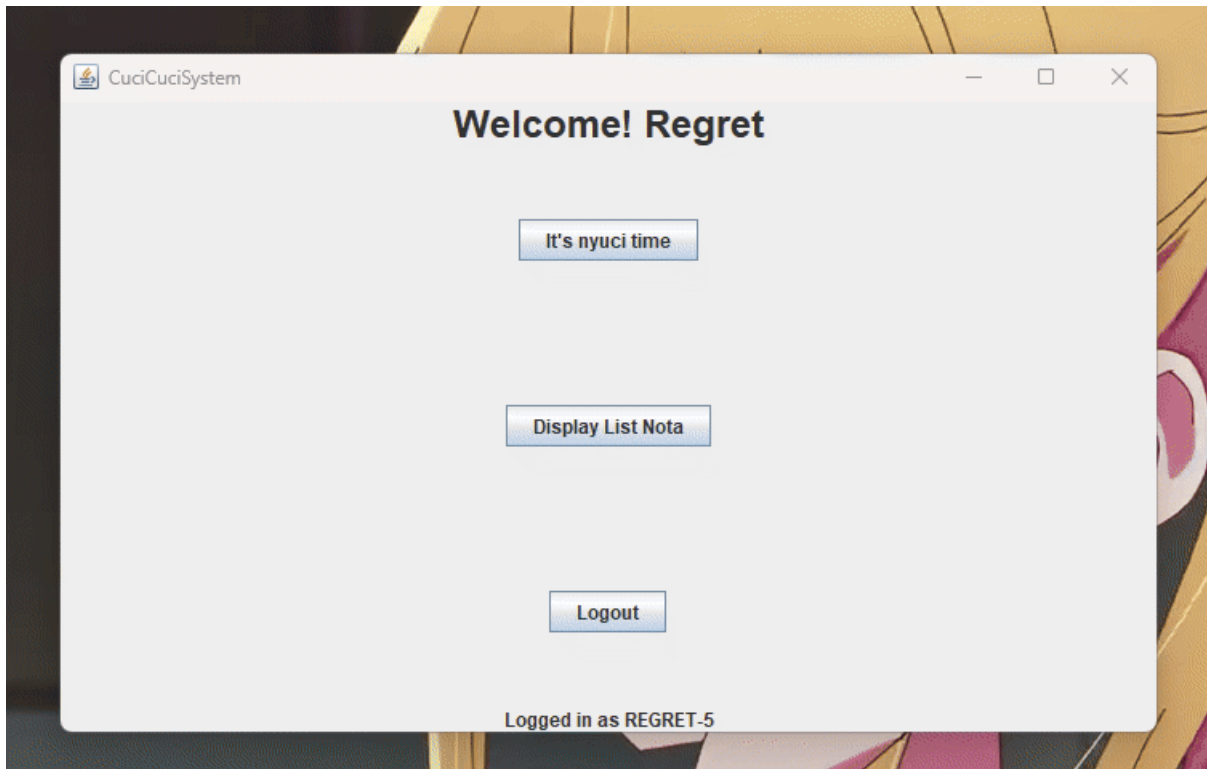 CuciCuciSystem
Welcome! Regret
It's nyuci time
Display List Nota
Logout
Logged in as REGRET-5